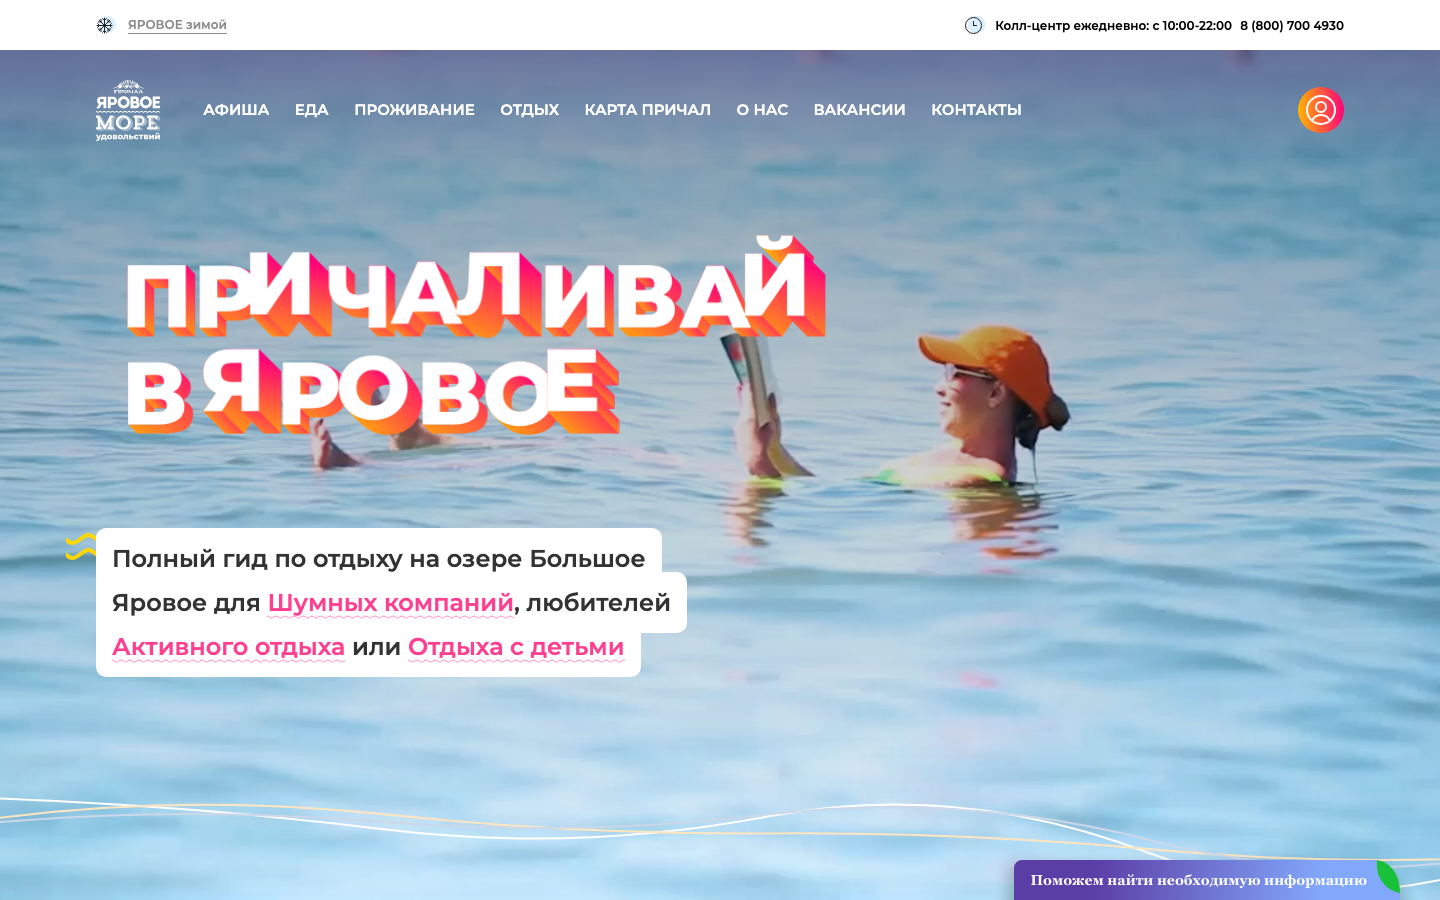 ЯРОВОЕ зимой
Колл-центр ежедневно: с 10:00-22:00 8 (800) 700 4930
ПРИЧАЛ
ЯРОВОЕ
МОРЕ
удовольствий
АФИША ЕДА ПРОЖИВАНИЕ ОТДЫХ КАРТА ПРИЧАЛ О НАС ВАКАНСИИ КОНТАКТЫ
ПРИЧАЛИВАЙ
В ЯРОВОЕ
Полный гид по отдыху на озере Большое
Яровое для Шумных компаний, любителей
Активного отдыха или Отдыха с детьми
Поможем найти необходимую информацию